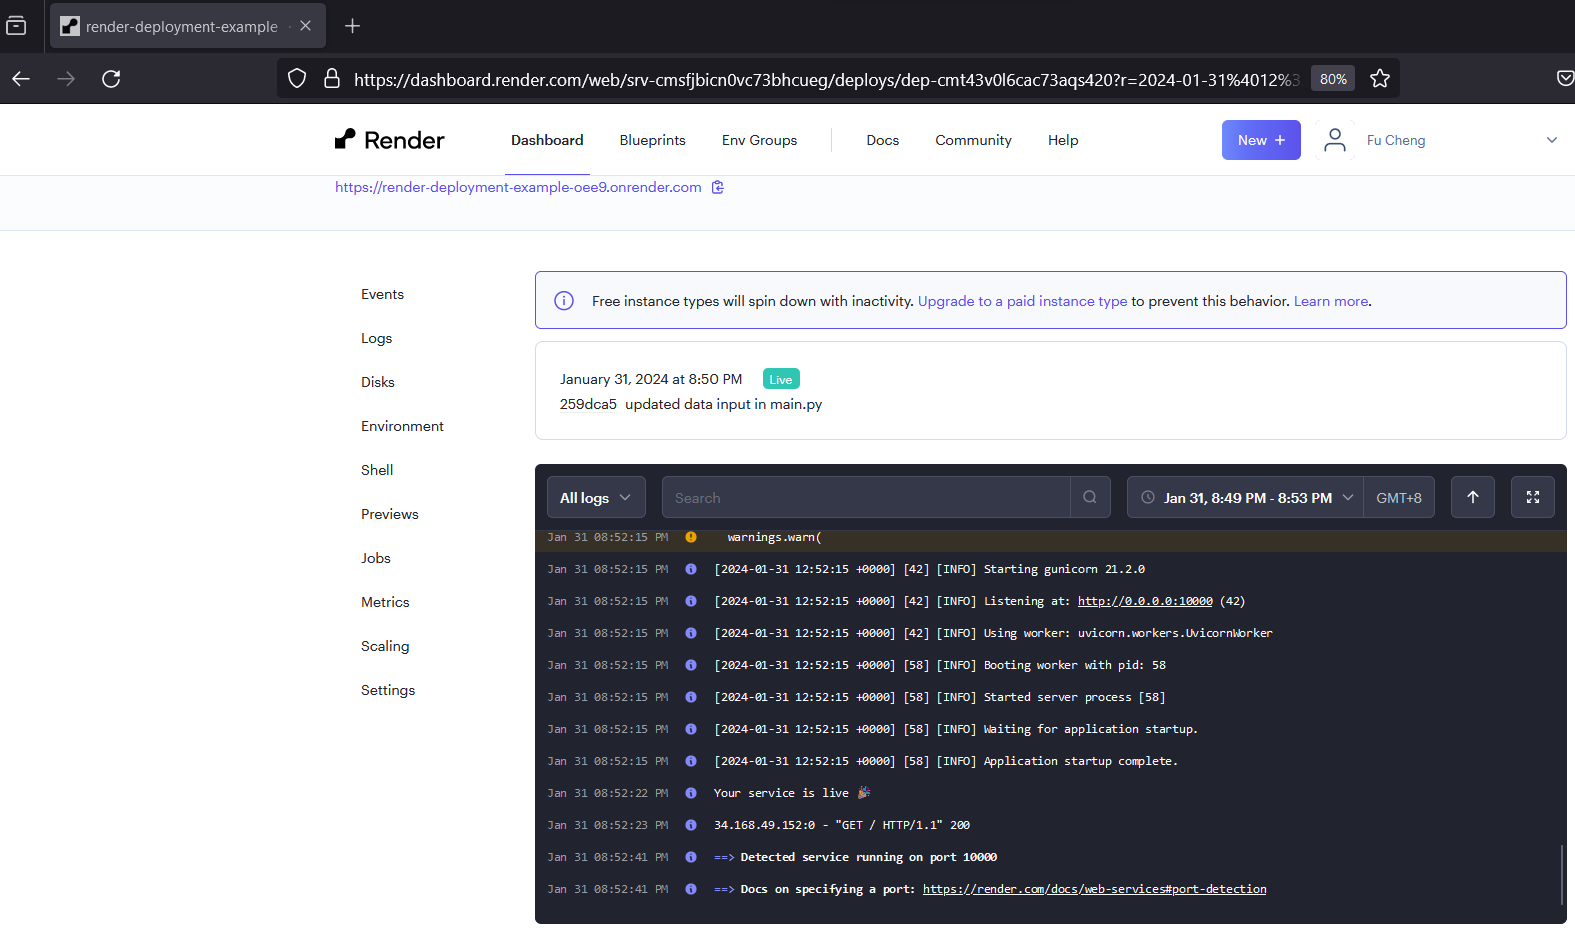 render-deployment-example
https://dashboard.render.com/web/srv-cmsfjbicn0vc73bhcueg/deploys/dep-cmt43v0l6cac73aqs420?r=2024-01-31%4012%3
80%
Render
Dashboard Blueprints Env Groups Docs Community Help New + Fu Cheng
https://render-deployment-example-oee9.onrender.com
Free instance types will spin down with inactivity. Upgrade to a paid instance type to prevent this behavior. Learn more.
January 31, 2024 at 8:50 PM Live
259dca5 updated data input in main.py
Events
Logs
Disks
Environment
Shell
Previews
Jobs
Metrics
Scaling
Settings
All logs Search Jan 31, 8:49 PM - 8:53 PM GMT+8
Jan 31 08:52:15 PM warnings.warn(
Jan 31 08:52:15 PM [2024-01-31 12:52:15 +0000] [42] [INFO] Starting gunicorn 21.2.0
Jan 31 08:52:15 PM [2024-01-31 12:52:15 +0000] [42] [INFO] Listening at: http://0.0.0.0:10000 (42)
Jan 31 08:52:15 PM [2024-01-31 12:52:15 +0000] [42] [INFO] Using worker: uvicorn.workers.UvicornWorker
Jan 31 08:52:15 PM [2024-01-31 12:52:15 +0000] [58] [INFO] Booting worker with pid: 58
Jan 31 08:52:15 PM [2024-01-31 12:52:15 +0000] [58] [INFO] Started server process [58]
Jan 31 08:52:15 PM [2024-01-31 12:52:15 +0000] [58] [INFO] Waiting for application startup.
Jan 31 08:52:15 PM [2024-01-31 12:52:15 +0000] [58] [INFO] Application startup complete.
Jan 31 08:52:22 PM Your service is live 🎉
Jan 31 08:52:23 PM 34.168.49.152:0 - "GET / HTTP/1.1" 200
Jan 31 08:52:41 PM ==> Detected service running on port 10000
Jan 31 08:52:41 PM ==> Docs on specifying a port: https://render.com/docs/web-services#port-detection